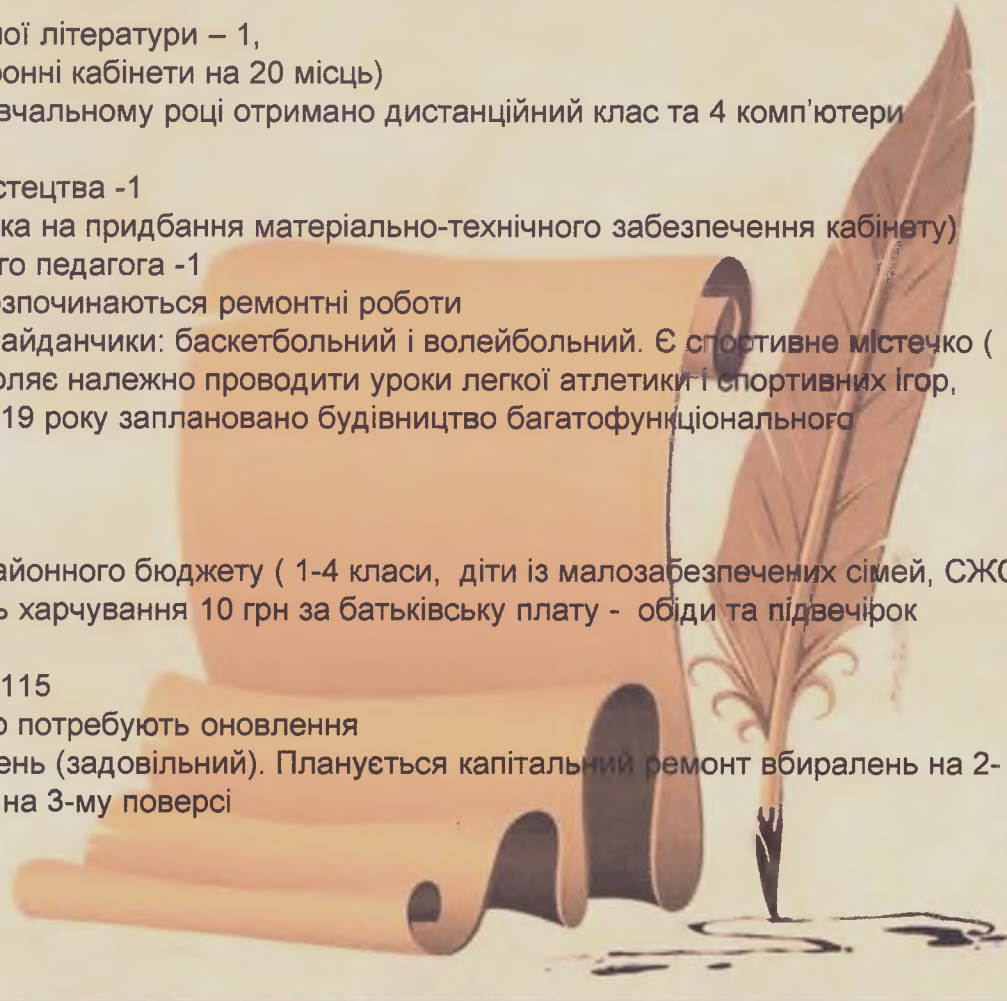 ої літератури – 1,
ронні кабінети на 20 місць)
вчальному році отримано дистанційний клас та 4 комп'ютери
стецтва -1
ка на придбання матеріально-технічного забезпечення кабінету)
го педагога -1
зпочинаються ремонтні роботи
айданчики: баскетбольний і волейбольний. Є спортивне містечко (
оляє належно проводити уроки легкої атлетики і спортивних ігор,
19 року заплановано будівництво багатофункціонального
айонного бюджету ( 1-4 класи, діти із малозабезпечених сімей, СЖО
ь харчування 10 грн за батьківську плату - обіди та підвечірок
115
о потребують оновлення
ень (задовільний). Планується капітальний ремонт вбиралень на 2-
на 3-му поверсі